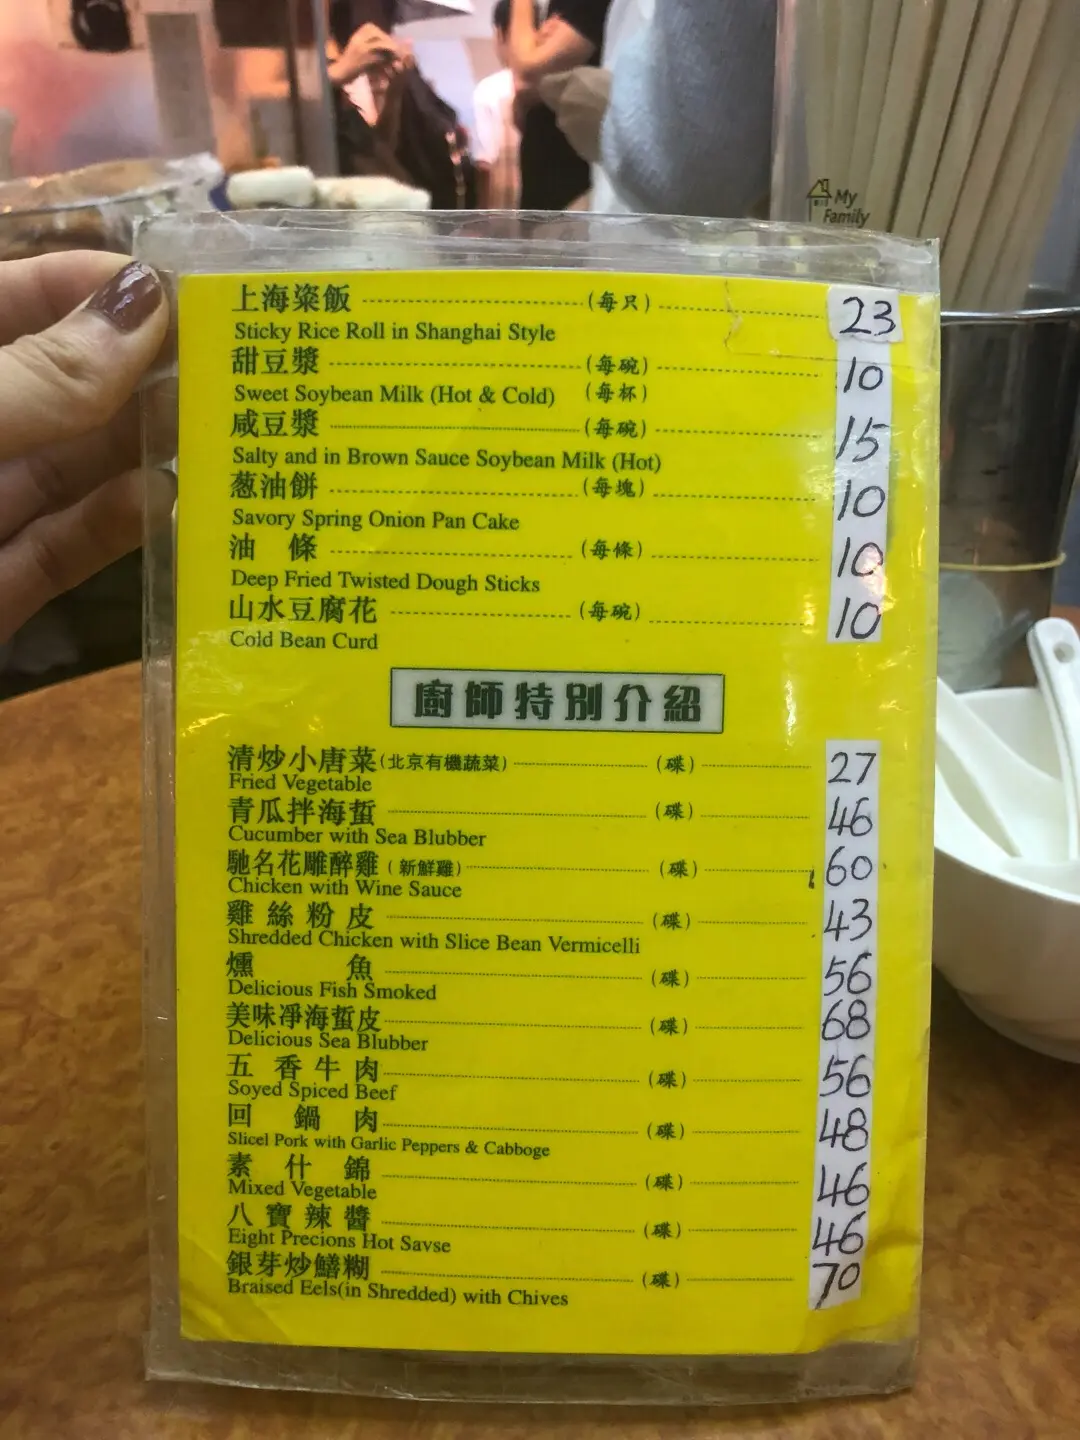 My
Family
上海粢飯 (每只) 23
Sticky Rice Roll in Shanghai Style
甜豆漿 (每碗) 10
Sweet Soybean Milk (Hot & Cold) (每杯)
咸豆漿 (每碗) 15
Salty and in Brown Sauce Soybean Milk (Hot)
葱油餅 (每塊) 10
Savory Spring Onion Pan Cake
油條 (每條) 10
Deep Fried Twisted Dough Sticks
山水豆腐花 (每碗) 10
Cold Bean Curd
廚師特別介紹
清炒小唐菜(北京有機蔬菜) (碟) 27
Fried Vegetable
青瓜拌海蜇 (碟) 46
Cucumber with Sea Blubber
馳名花雕醉雞(新鮮雞) (碟) 60
Chicken with Wine Sauce
雞絲粉皮 (碟) 43
Shredded Chicken with Slice Bean Vermicelli
燻魚 (碟) 56
Delicious Fish Smoked
美味凈海蜇皮 (碟) 68
Delicious Sea Blubber
五香牛肉 (碟) 56
Soyed Spiced Beef
回鍋肉 (碟) 48
Slicel Pork with Garlic Peppers & Cabboge
素什錦 (碟) 46
Mixed Vegetable
八寶辣醬 (碟) 46
Eight Precions Hot Savse
銀芽炒鱔糊 (碟) 70
Braised Eels(in Shredded) with Chives